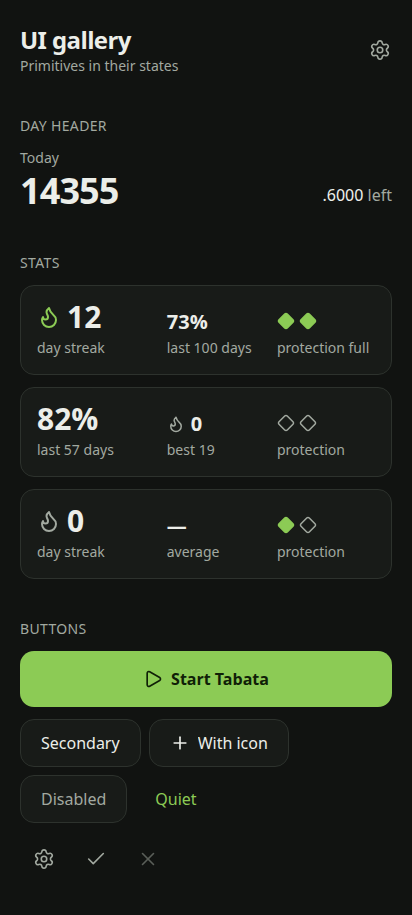 UI gallery
Primitives in their states
DAY HEADER
Today
14355
.6000 left
STATS
12
73%
day streak
last 100 days
protection full
82%
0
last 57 days
best 19
protection
0
—
day streak
average
protection
BUTTONS
Start Tabata
Secondary
With icon
Disabled
Quiet